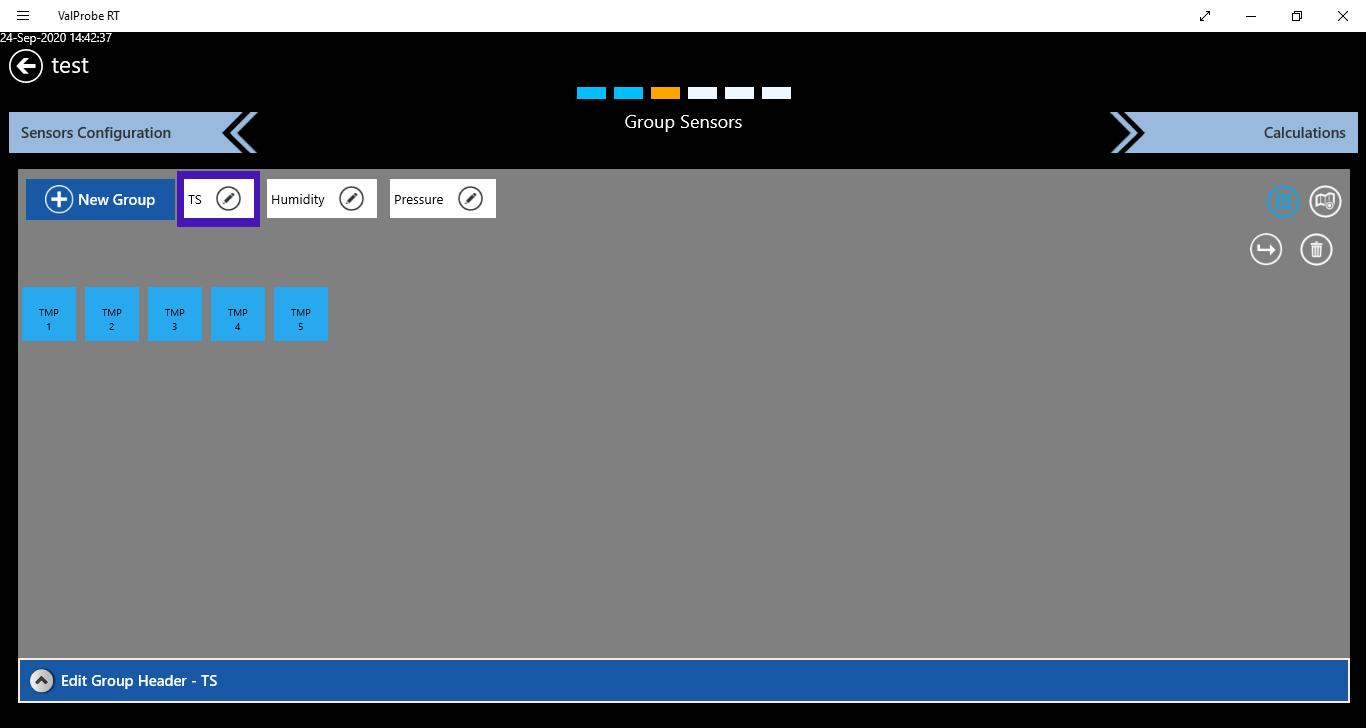 ValProbe RT
24-Sep-2020 14:42:37
test
Group Sensors
Sensors Configuration
Calculations
New Group
TS
Humidity
Pressure
TMP
1
TMP
2
TMP
3
TMP
4
TMP
5
Edit Group Header - TS